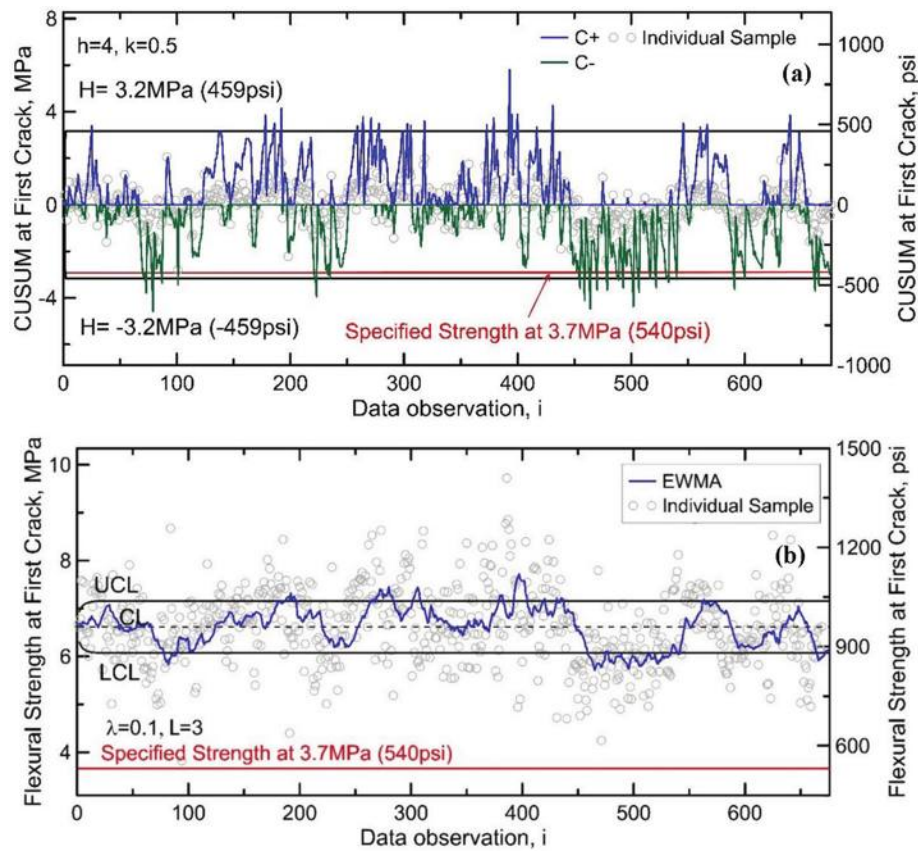 8
4
0
-4
CUSUM at First Crack, MPa
h=4, k=0.5
H= 3.2MPa (459psi)
C+
Individual Sample
C-
(a)
1000
500
0
-500
-1000
CUSUM at First Crack, psi
H= -3.2MPa (-459psi)
Specified Strength at 3.7MPa (540psi)
0 100 200 300 400 500 600
Data observation, i
10
8
6
4
Flexural Strength at First Crack, MPa
EWMA
Individual Sample
(b)
UCL
CL
LCL
λ=0.1, L=3
Specified Strength at 3.7MPa (540psi)
1500
1200
900
600
Flexural Strength at First Crack, psi
0 100 200 300 400 500 600
Data observation, i